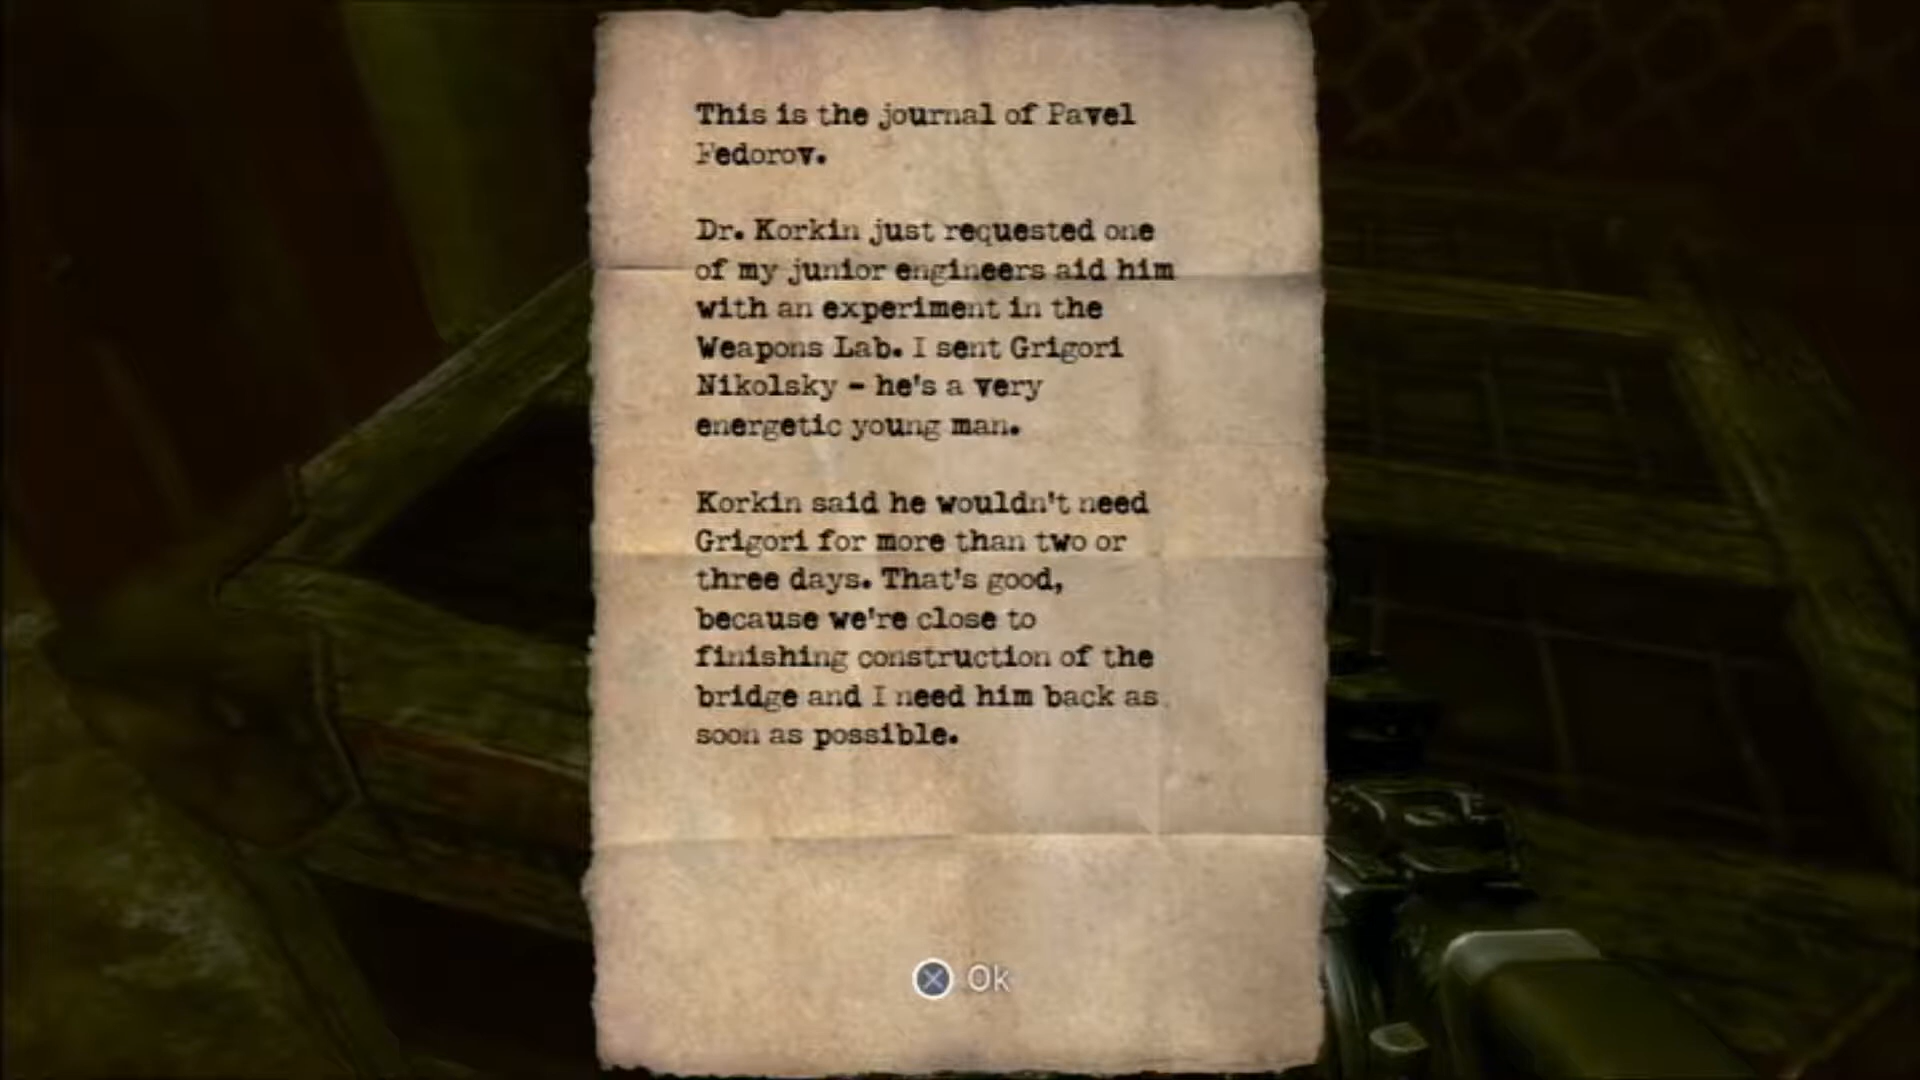 This is the journal of Pavel
Fedorov.
Dr. Korkin just requested one
of my junior engineers aid him
with an experiment in the
Weapons Lab. I sent Grigori
Nikolsky - he's a very
energetic young man.
Korkin said he wouldn't need
Grigori for more than two or
three days. That's good,
because we're close to
finishing construction of the
bridge and I need him back as
soon as possible.
Ok